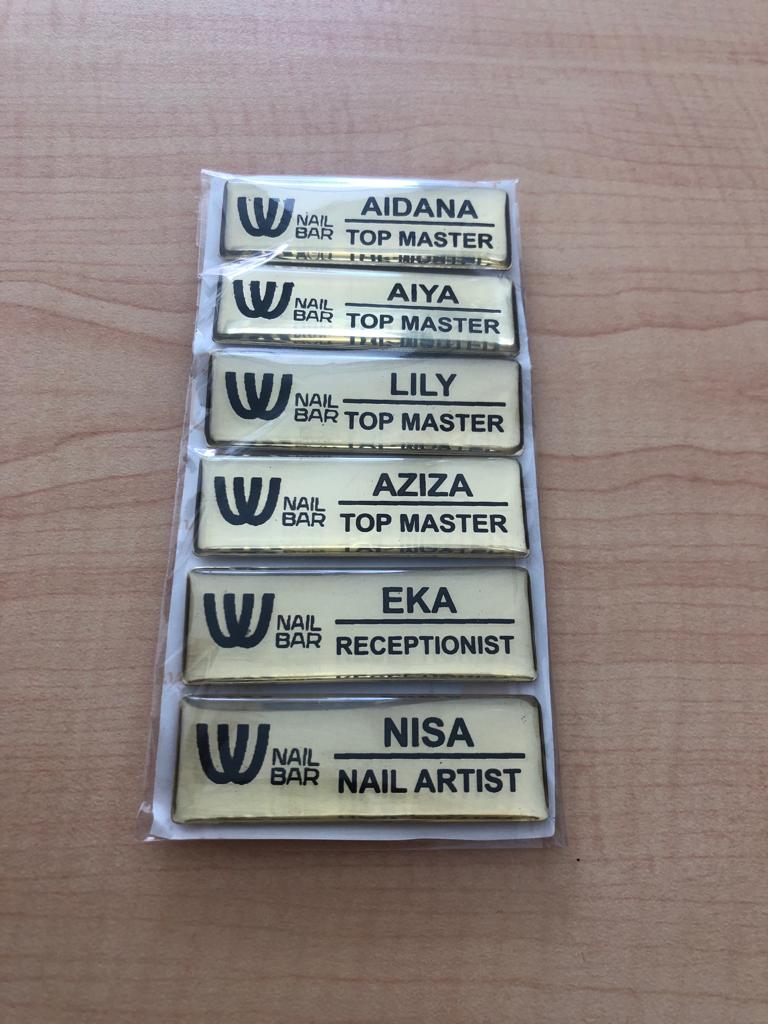 W NAIL BAR
AIDANA
TOP MASTER
W NAIL BAR
AIYA
TOP MASTER
W NAIL BAR
LILY
TOP MASTER
W NAIL BAR
AZIZA
TOP MASTER
W NAIL BAR
EKA
RECEPTIONIST
W NAIL BAR
NISA
NAIL ARTIST